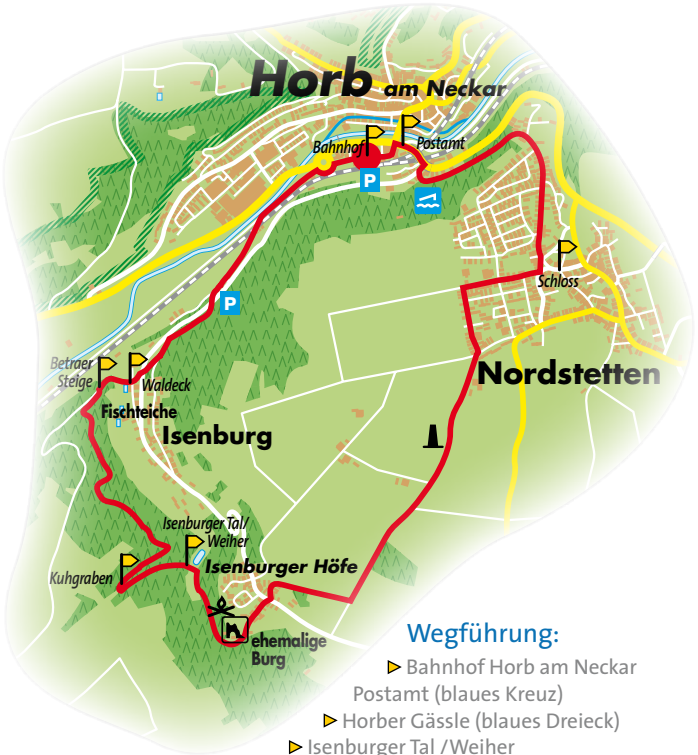 Horb am Neckar
Bahnhof
Postamt
P
P
Schloss
Betraer
Steige
Waldeck
Fischteiche
Isenburg
Nordstetten
Isenburger Tal/
Weiher
Kuhgraben
Isenburger Höfe
ehemalige
Burg
Wegführung:
Bahnhof Horb am Neckar
Postamt (blaues Kreuz)
Horber Gässle (blaues Dreieck)
Isenburger Tal /Weiher